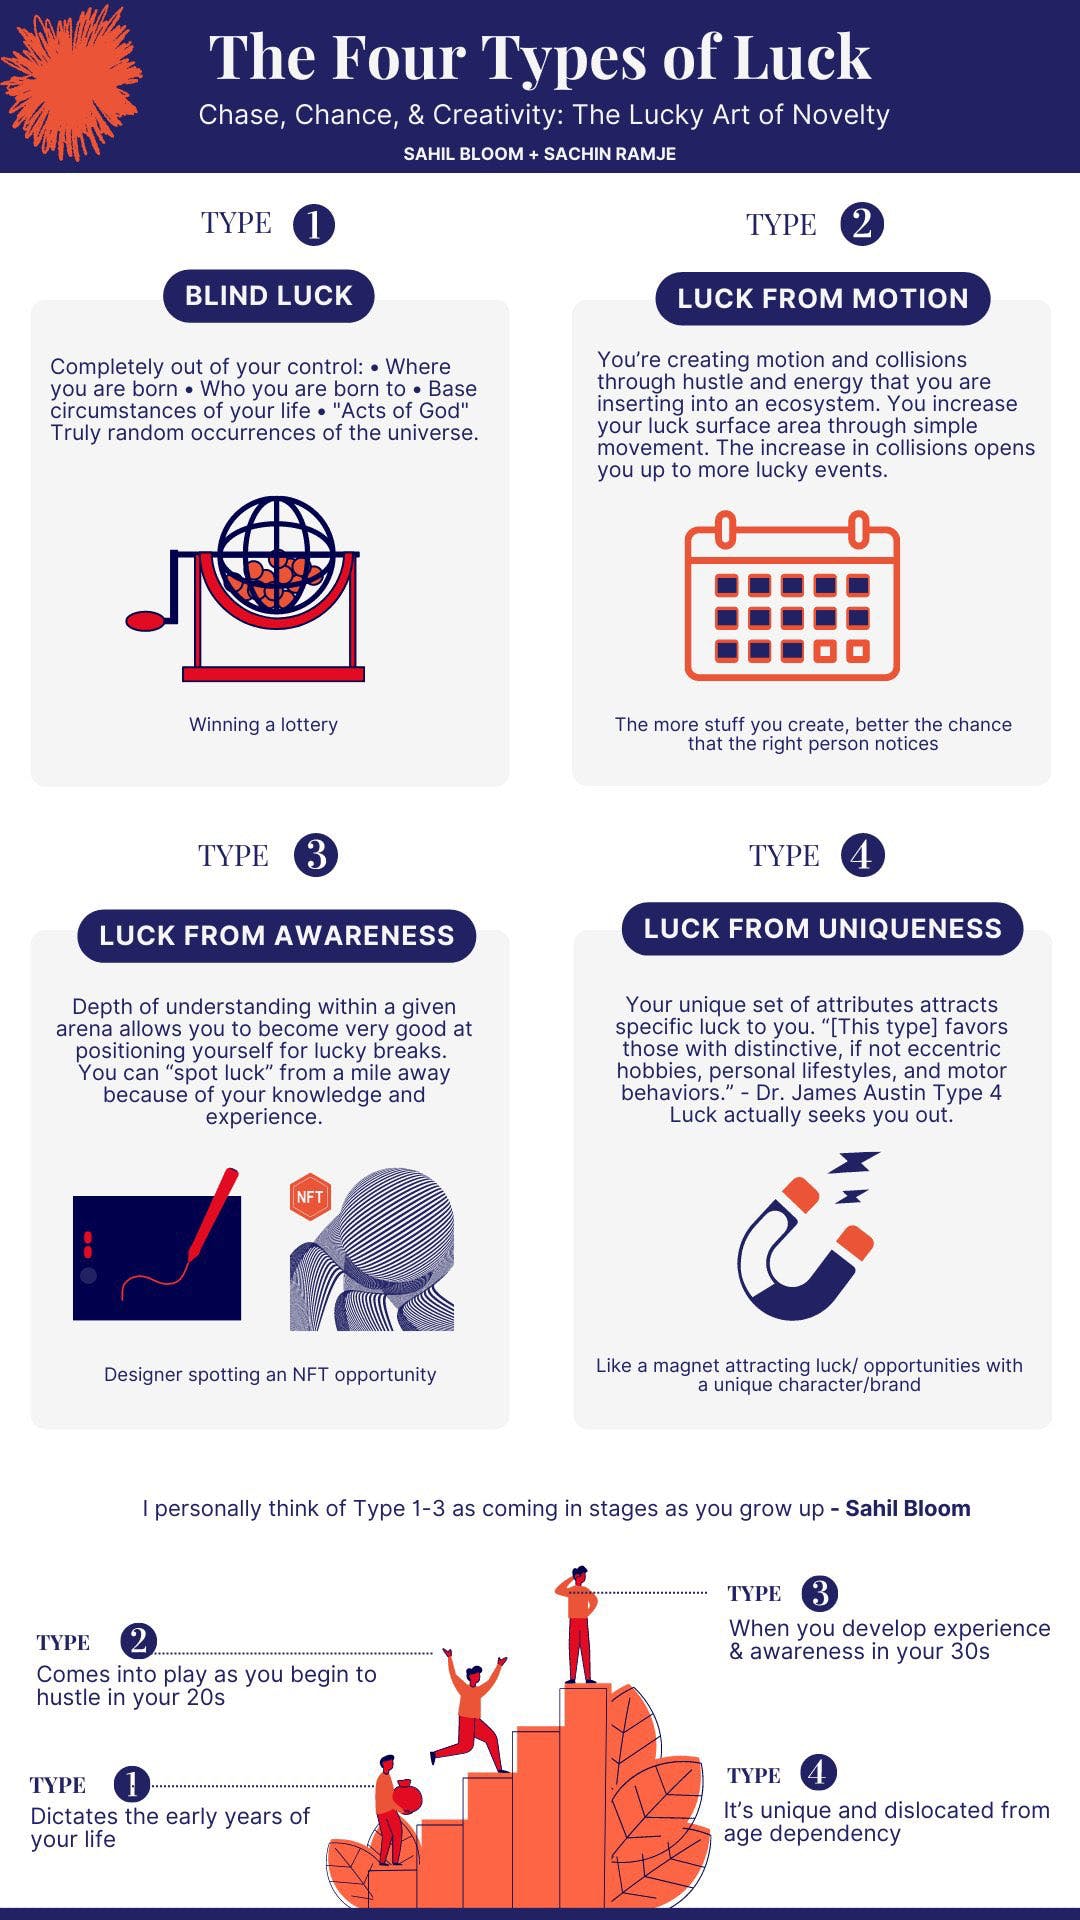 The Four Types of Luck
Chase, Chance, & Creativity: The Lucky Art of Novelty
SAHIL BLOOM + SACHIN RAMJE
TYPE 1
BLIND LUCK
Completely out of your control: • Where
you are born • Who you are born to • Base
circumstances of your life • "Acts of God"
Truly random occurrences of the universe.
Winning a lottery
TYPE 2
LUCK FROM MOTION
You’re creating motion and collisions
through hustle and energy that you are
inserting into an ecosystem. You increase
your luck surface area through simple
movement. The increase in collisions opens
you up to more lucky events.
The more stuff you create, better the chance
that the right person notices
TYPE 3
LUCK FROM AWARENESS
Depth of understanding within a given
arena allows you to become very good at
positioning yourself for lucky breaks.
You can “spot luck” from a mile away
because of your knowledge and
experience.
NFT
Designer spotting an NFT opportunity
TYPE 4
LUCK FROM UNIQUENESS
Your unique set of attributes attracts
specific luck to you. “[This type] favors
those with distinctive, if not eccentric
hobbies, personal lifestyles, and motor
behaviors.” - Dr. James Austin Type 4
Luck actually seeks you out.
Like a magnet attracting luck/ opportunities with
a unique character/brand
I personally think of Type 1-3 as coming in stages as you grow up - Sahil Bloom
TYPE 3
When you develop experience
& awareness in your 30s
TYPE 2
Comes into play as you begin to
hustle in your 20s
TYPE 1
Dictates the early years of
your life
TYPE 4
It’s unique and dislocated from
age dependency